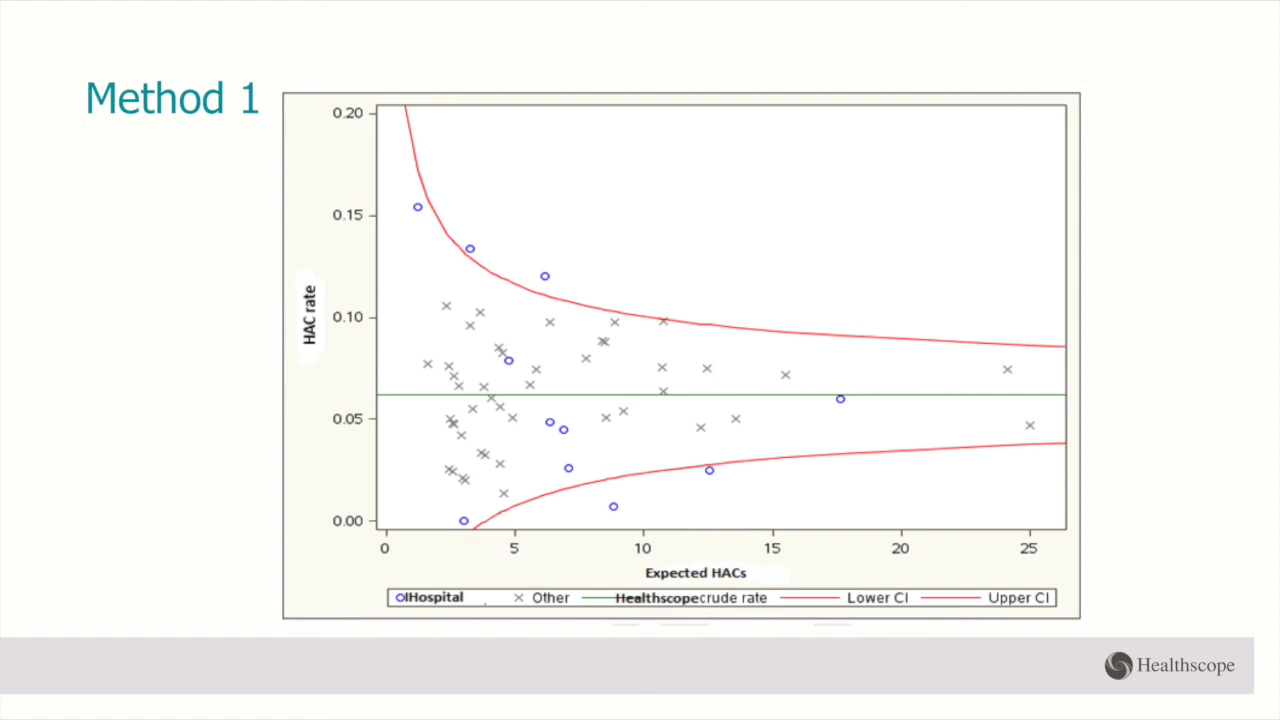 Method 1
0.20
0.15
0.10
0.05
0.00
HAC rate
0 5 10 15 20 25
Expected HACs
IHospital Other Healthscope crude rate Lower CI Upper CI
Healthscope